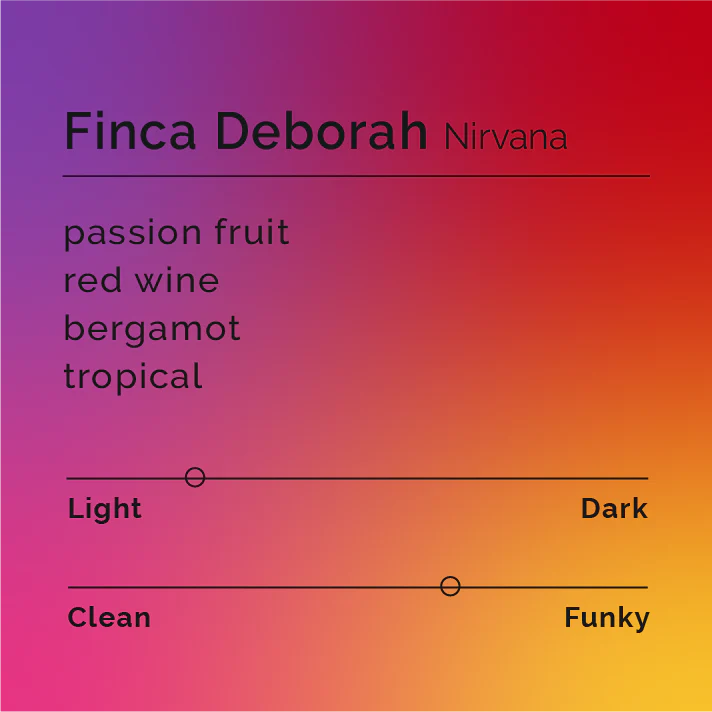 Finca Deborah Nirvana
passion fruit
red wine
bergamot
tropical
Light Dark
Clean Funky